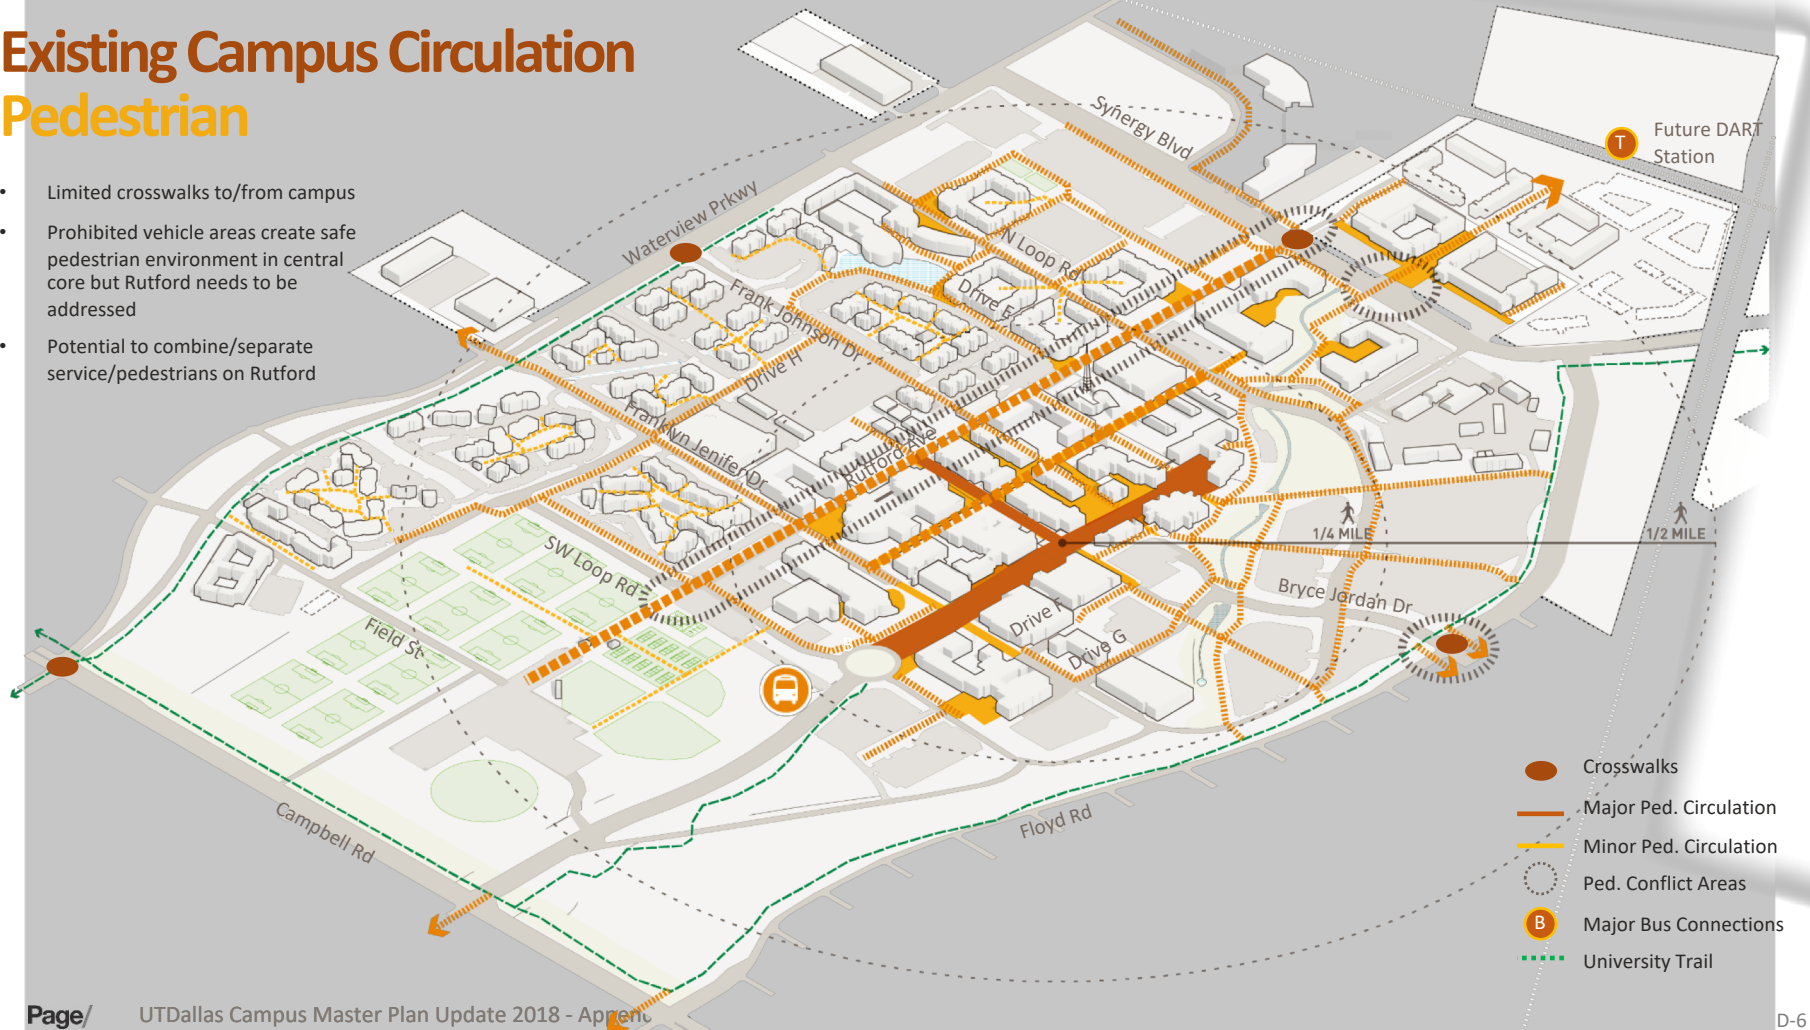 Existing Campus Circulation
Pedestrian
• Limited crosswalks to/from campus
• Prohibited vehicle areas create safe
pedestrian environment in central
core but Rutford needs to be
addressed
• Potential to combine/separate
service/pedestrians on Rutford
Synergy Blvd
T
Future DART
Station
Waterview Prkwy
N Loop Rd
Drive E
Frank Johnson Dr
Drive H
Franklyn Jenifer Dr
Rutford Ave
1/4 MILE
1/2 MILE
SW Loop Rd
Bryce Jordan Dr
Drive F
Field St
Drive G
Campbell Rd
Floyd Rd
Crosswalks
Major Ped. Circulation
Minor Ped. Circulation
Ped. Conflict Areas
B
Major Bus Connections
University Trail
Page/
UTDallas Campus Master Plan Update 2018 -
D-6